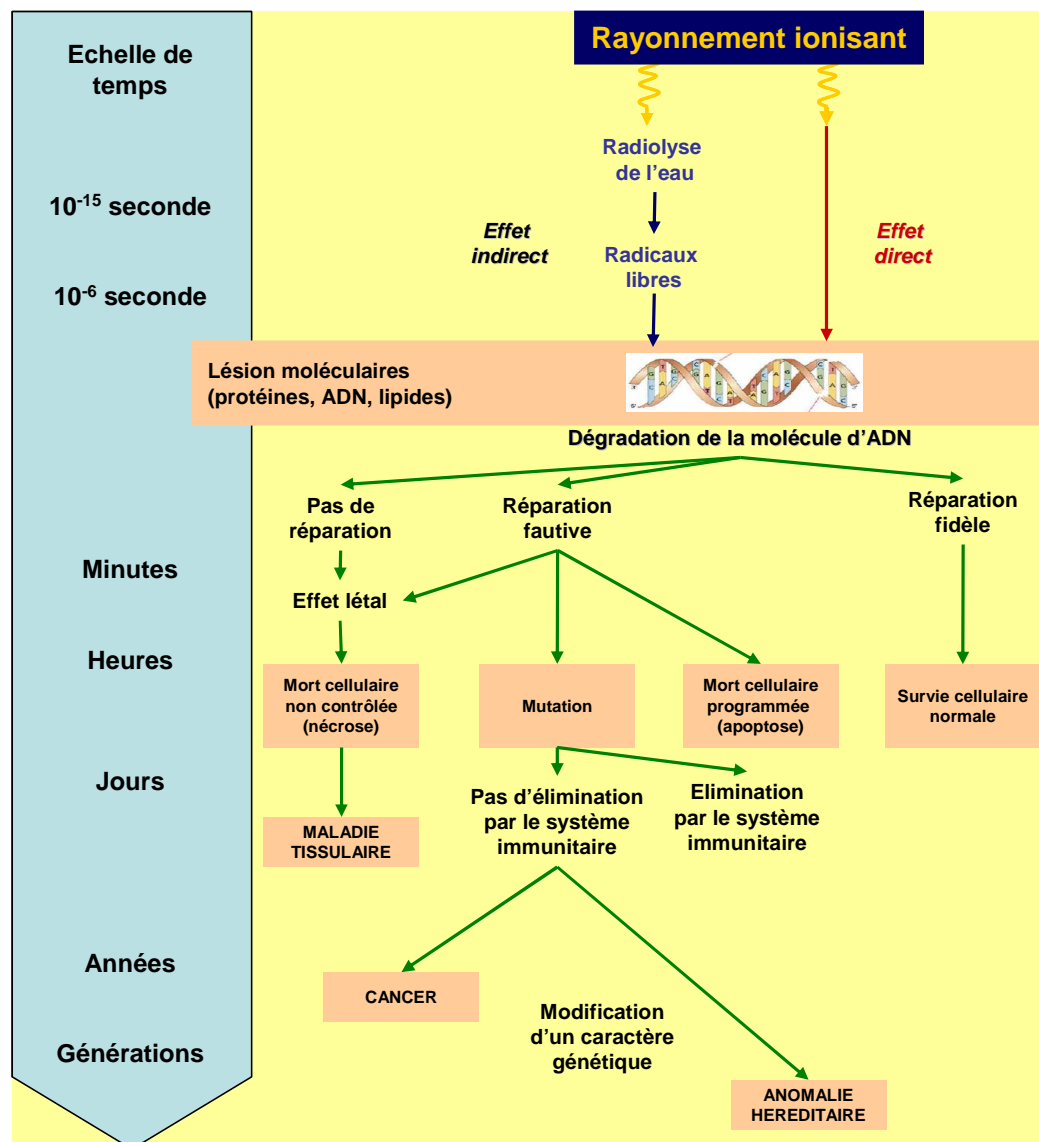 Echelle de
temps
Rayonnement ionisant
Radiolyse
de l'eau
10-15 seconde
Effet
indirect
Radicaux
libres
Effet
direct
10-6 seconde
Lésion moléculaires
(protéines, ADN, lipides)
Dégradation de la molécule d'ADN
Pas de
réparation
Réparation
fautive
Réparation
fidèle
Minutes
Effet létal
Heures
Mort cellulaire
non contrôlée
(nécrose)
Mutation
Mort cellulaire
programmée
(apoptose)
Survie cellulaire
normale
Jours
Pas d'élimination
par le système
immunitaire
Elimination
par le système
immunitaire
MALADIE
TISSULAIRE
Années
CANCER
Modification
d'un caractère
génétique
Générations
ANOMALIE
HEREDITAIRE